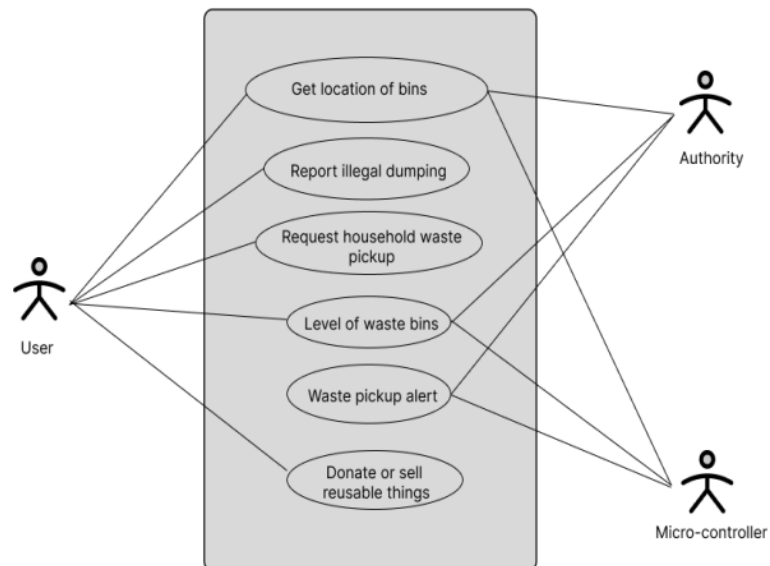 Get location of bins
Authority
Report illegal dumping
Request household waste
pickup
User
Level of waste bins
Waste pickup alert
Donate or sell
reusable things
Micro-controller